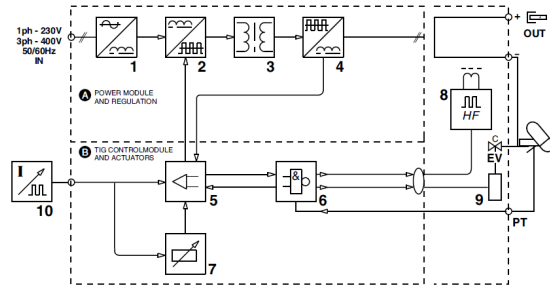 1ph - 230V
3ph - 400V
50/60Hz
IN
1
2
3
4
+
OUT
-
A POWER MODULE
AND REGULATION
8
HF
B TIG CONTROLMODULE
AND ACTUATORS
C
EV
I
10
5
&
6
9
PT
7